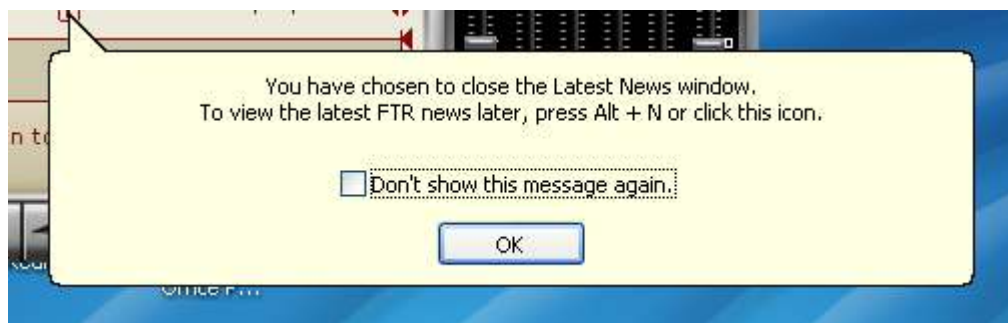 You have chosen to close the Latest News window.
To view the latest FTR news later, press Alt + N or click this icon.
n to
Don't show this message again.
OK